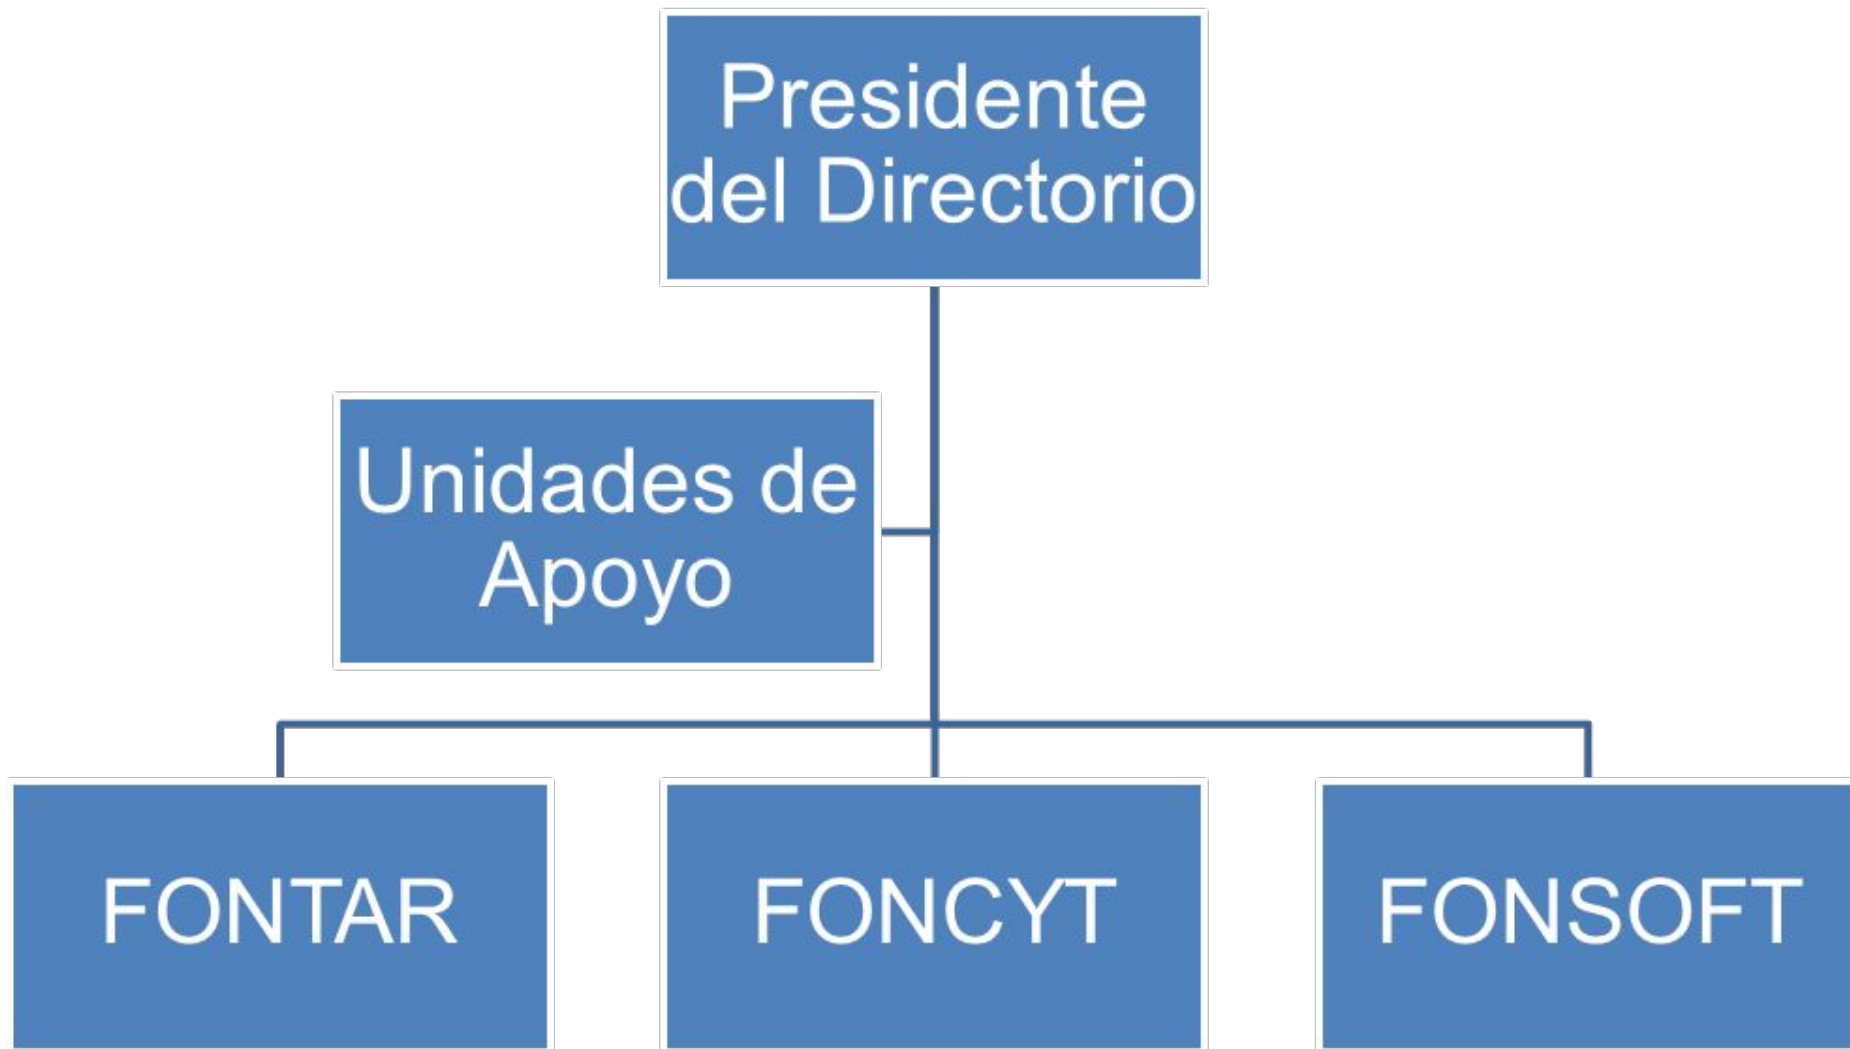 Presidente
del Directorio
Unidades de
Apoyo
FONTAR
FONCYT
FONSOFT